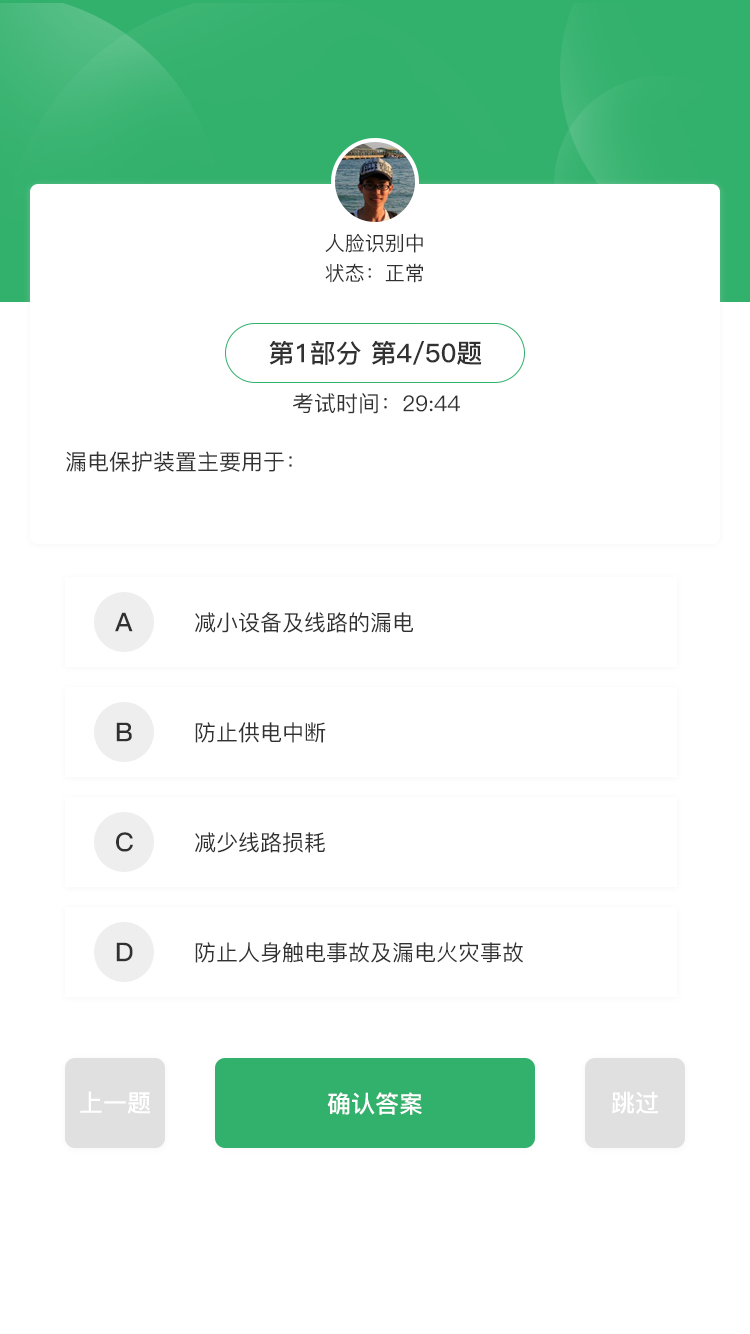 人脸识别中
状态：正常
第1部分 第4/50题
考试时间：29:44
漏电保护装置主要用于：
A 减小设备及线路的漏电
B 防止供电中断
C 减少线路损耗
D 防止人身触电事故及漏电火灾事故
上一题 确认答案 跳过